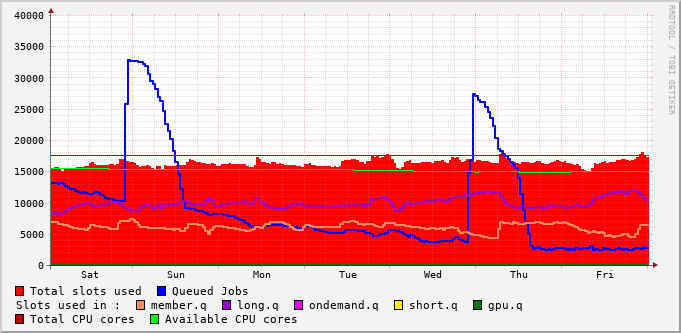 40000
35000
30000
25000
20000
15000
10000
5000
0
Sat Sun Mon Tue Wed Thu Fri
RRDTOOL / TOBI OETIKER
Total slots used Queued Jobs
Slots used in : member.q long.q ondemand.q short.q gpu.q
Total CPU cores Available CPU cores